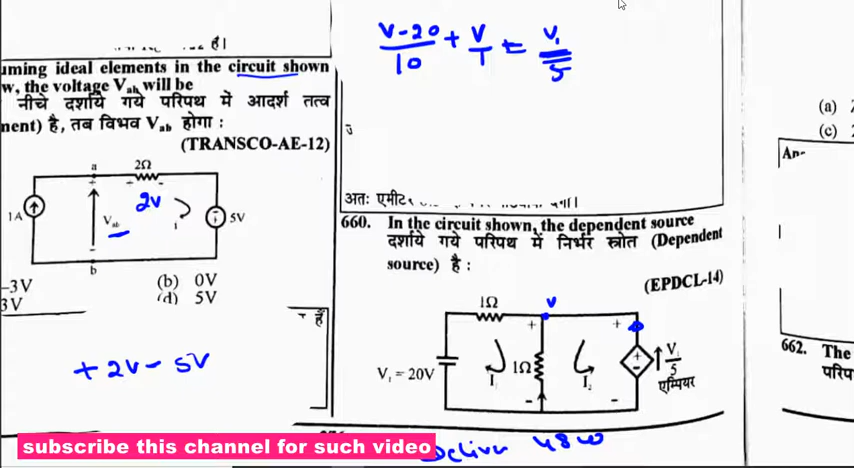 है।
uming ideal elements in the circuit shown
w, the voltage Vab will be
नीचे दर्शाये गये परिपथ में आदर्श तत्व
nent) है, तब विभव Vab होगा :
(TRANSCO-AE-12)
a
2Ω
+ -
+
2V
1A
Vab
5V
-
b
-3V
(b) 0V
3V
(d) 5V
+ 2V - 5V
V-20/10 + V/1 = V1/5
अतः एमीटर
660. In the circuit shown, the dependent source
दर्शाये गये परिपथ में निर्भर स्त्रोत (Dependent
source) है :
(EPDCL-14)
1Ω
V
+
+
1Ω
I1
I2
V1/5
एम्पियर
V1 = 20V
-
-
Deliver 48 W
(a)
(c)
662. The
परिप
subscribe this channel for such video